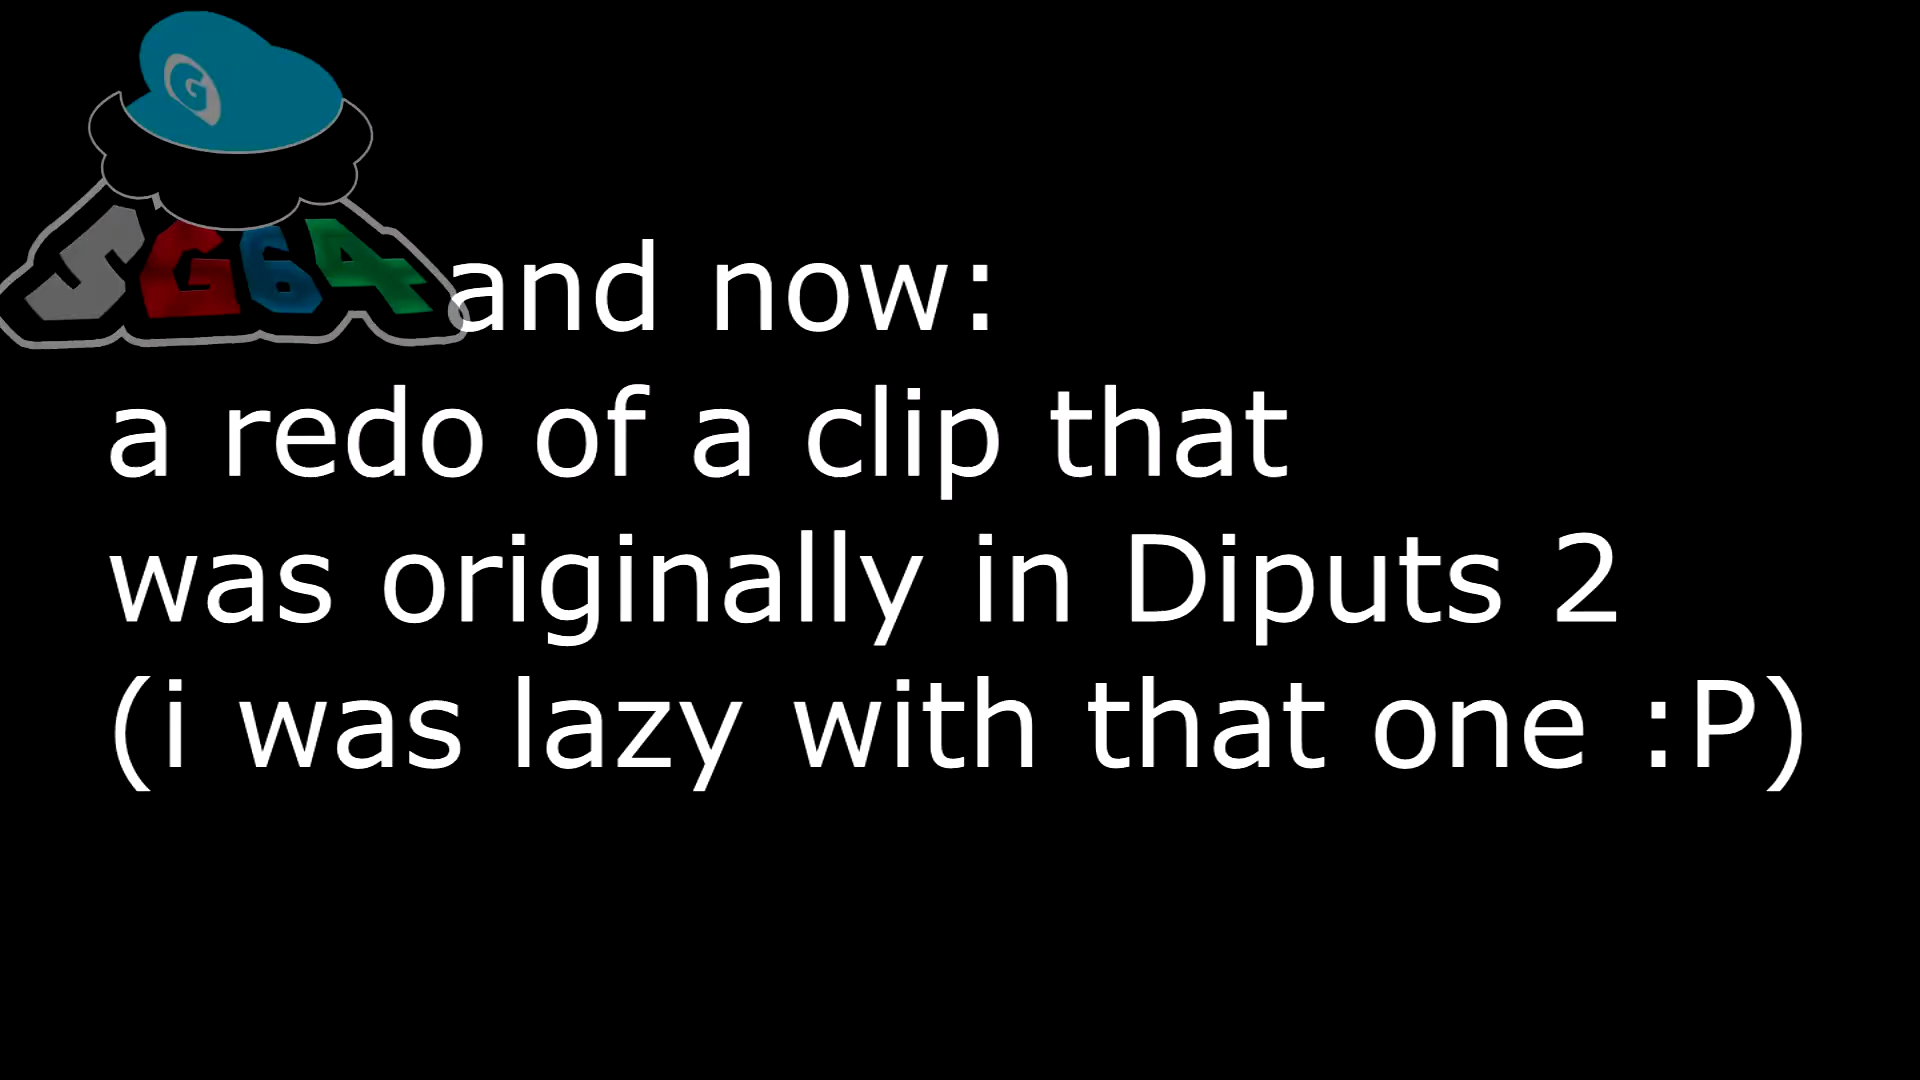 G
SG64
and now:
a redo of a clip that
was originally in Diputs 2
(i was lazy with that one :P)